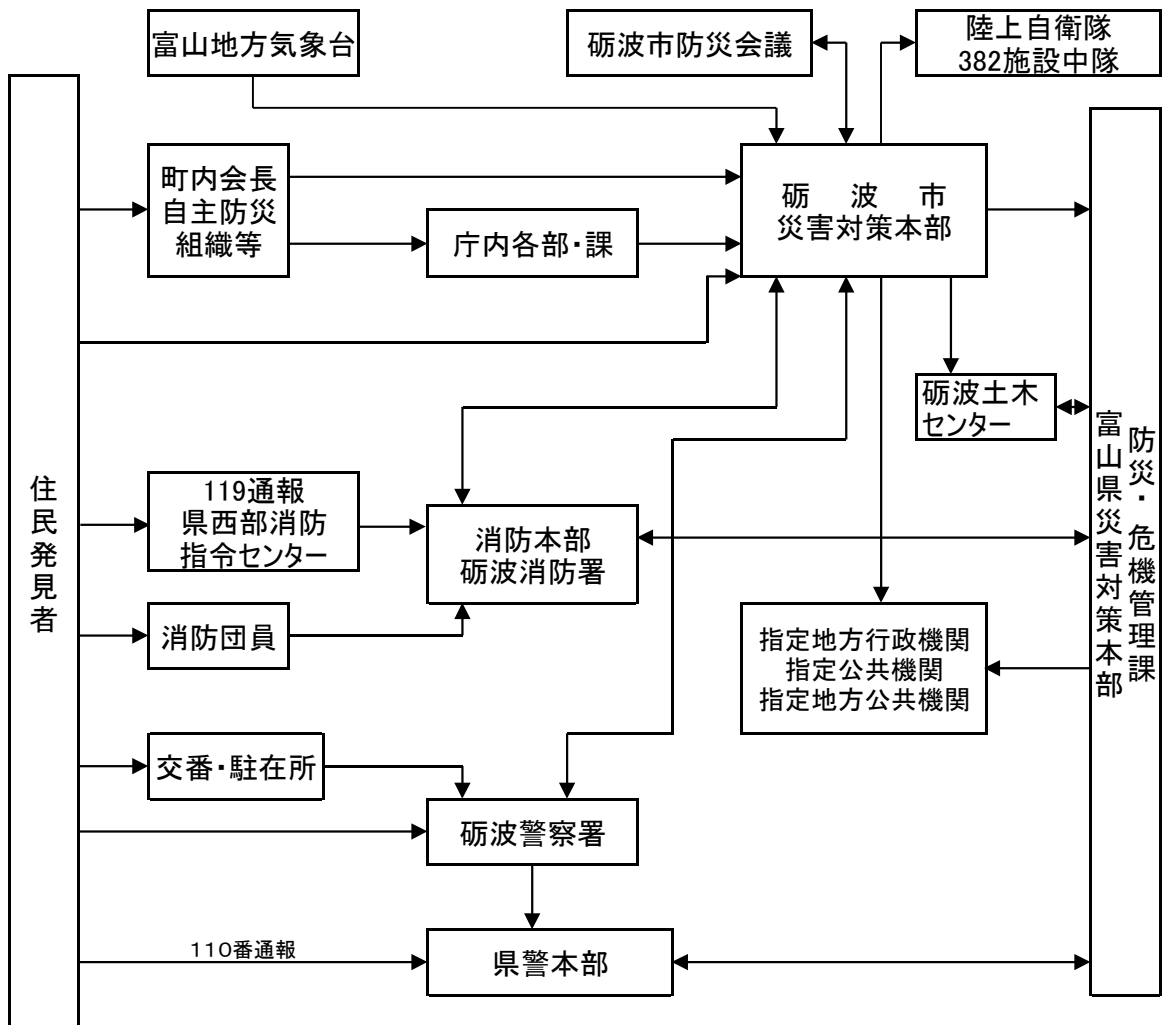 富山地方気象台
砺波市防災会議
陸上自衛隊
382施設中隊
町内会長
自主防災
組織等
庁内各部・課
砺波市
災害対策本部
砺波土木
センター
住民発見者
119通報
県西部消防
指令センター
消防本部
砺波消防署
消防団員
指定地方行政機関
指定公共機関
指定地方公共機関
防災・危機管理課
富山県災害対策本部
交番・駐在所
砺波警察署
110番通報
県警本部